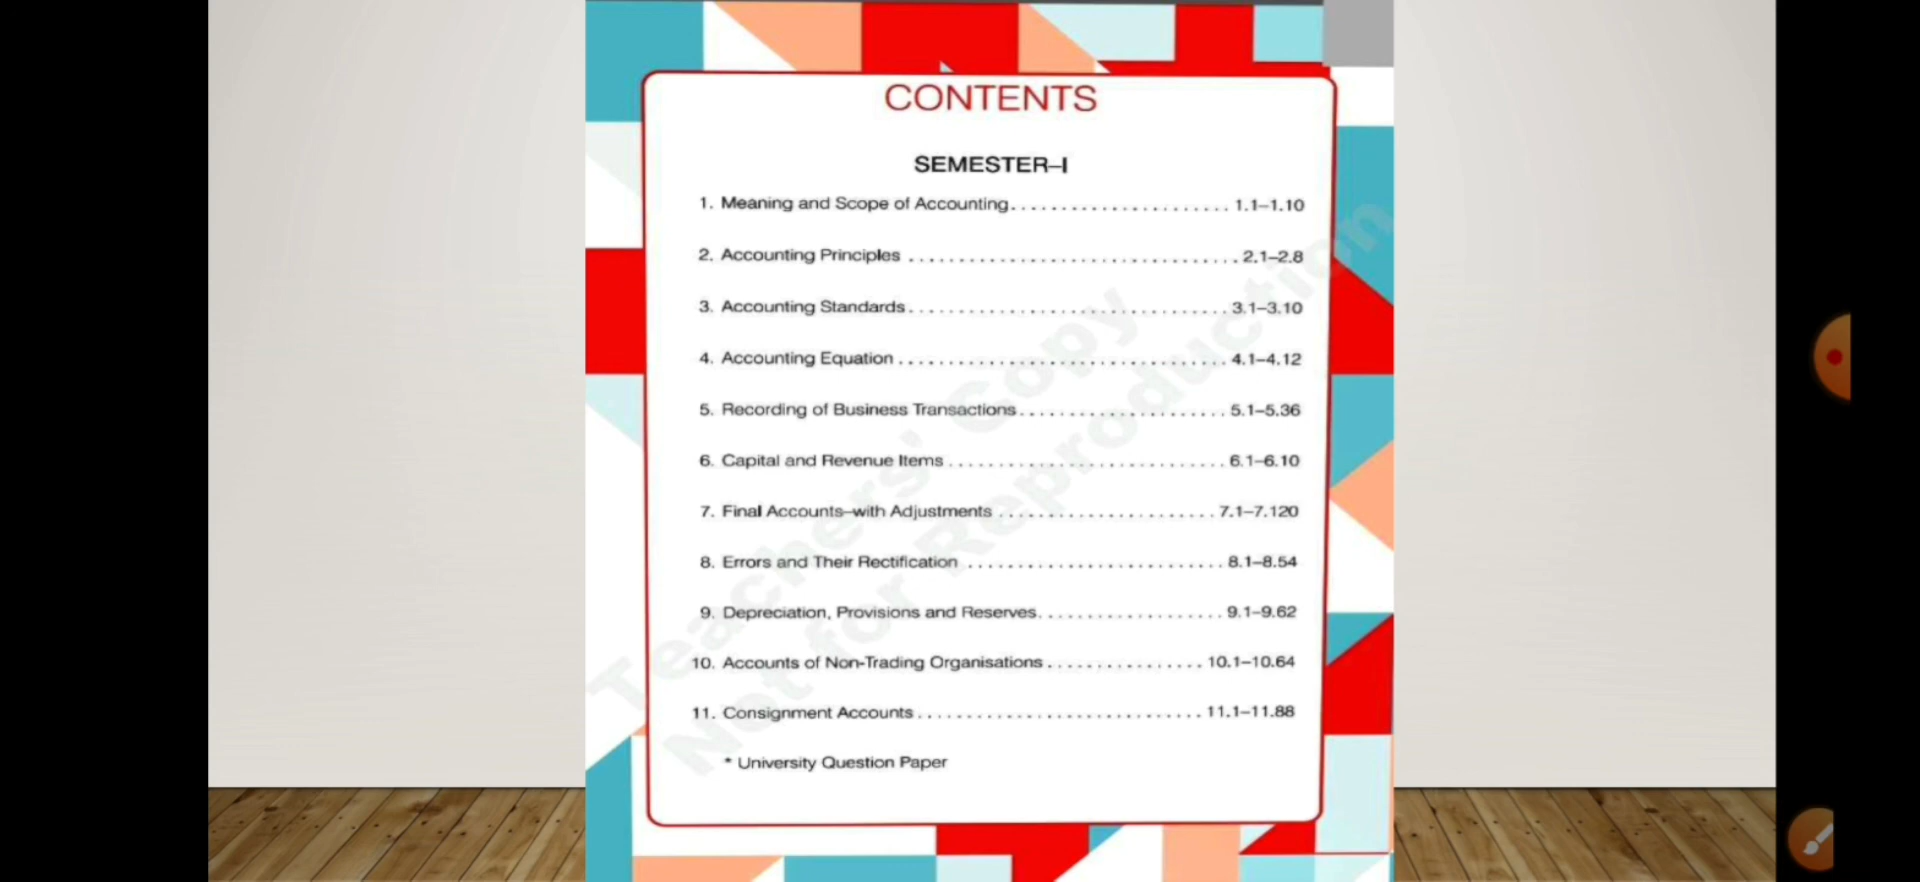 CONTENTS
SEMESTER–I
1. Meaning and Scope of Accounting. . . . . . . . . . . . . . . . . . . . . . 1.1–1.10
2. Accounting Principles . . . . . . . . . . . . . . . . . . . . . . . . . . . . . . . . . 2.1–2.8
3. Accounting Standards. . . . . . . . . . . . . . . . . . . . . . . . . . . . . . . . 3.1–3.10
4. Accounting Equation . . . . . . . . . . . . . . . . . . . . . . . . . . . . . . . . . 4.1–4.12
5. Recording of Business Transactions. . . . . . . . . . . . . . . . . . . . . 5.1–5.36
6. Capital and Revenue Items . . . . . . . . . . . . . . . . . . . . . . . . . . . . 6.1–6.10
7. Final Accounts–with Adjustments . . . . . . . . . . . . . . . . . . . . . . 7.1–7.120
8. Errors and Their Rectification . . . . . . . . . . . . . . . . . . . . . . . . . . 8.1–8.54
9. Depreciation, Provisions and Reserves. . . . . . . . . . . . . . . . . . . 9.1–9.62
10. Accounts of Non-Trading Organisations . . . . . . . . . . . . . . . . 10.1–10.64
11. Consignment Accounts . . . . . . . . . . . . . . . . . . . . . . . . . . . . . 11.1–11.88
* University Question Paper
Teachers' Copy
Not for Reproduction